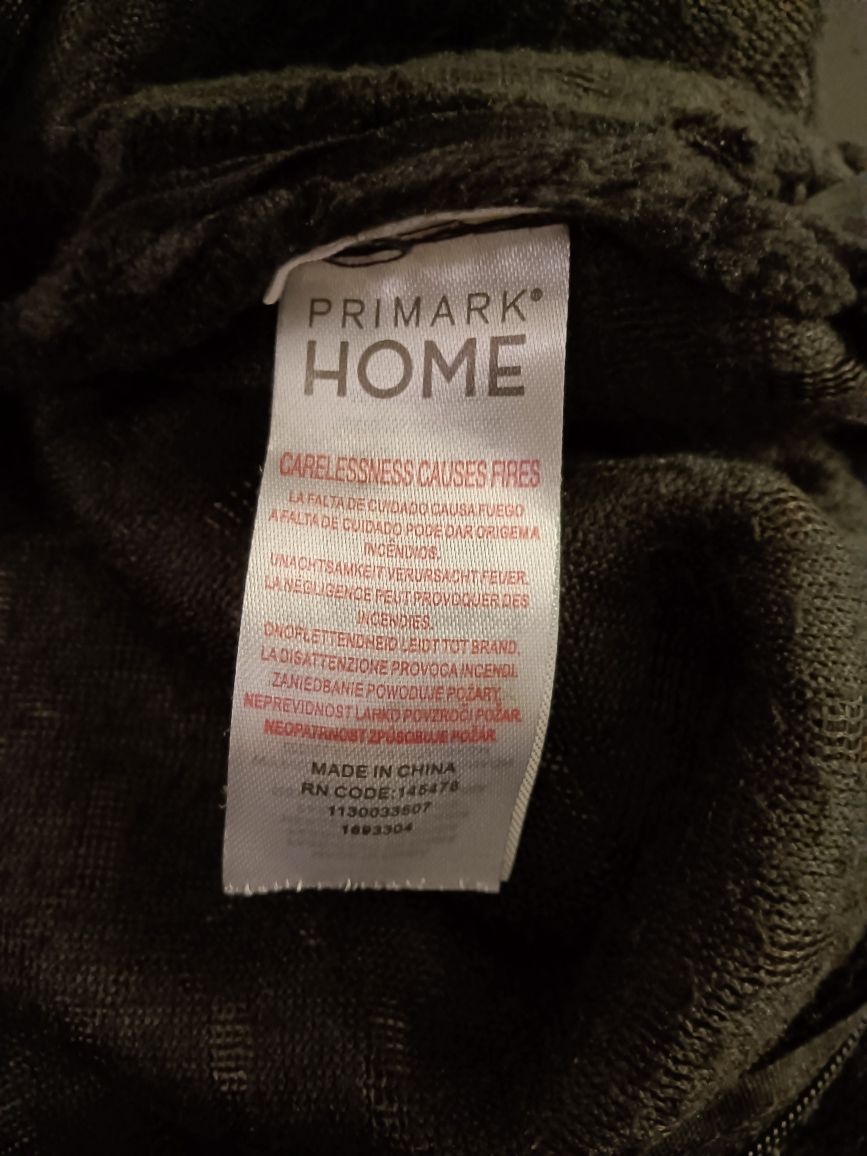 PRIMARK®
HOME
CARELESSNESS CAUSES FIRES
LA FALTA DE CUIDADO CAUSA FUEGO
A FALTA DE CUIDADO PODE DAR ORIGEM A
INCÊNDIOS.
UNACHTSAMKEIT VERURSACHT FEUER.
LA NÉGLIGENCE PEUT PROVOQUER DES
INCENDIES.
ONOPLETTENDHEID LEIDT TOT BRAND.
LA DISATTENZIONE PROVOCA INCENDI.
ZANIEDBANIE POWODUJE POŻARY.
NEPREVIDNOST LAHKO POVZROČI POŽAR.
NEOPATRNOST ZPŮSOBUJE POŽÁR
MADE IN CHINA
RN CODE:145478
1130033507
1693304